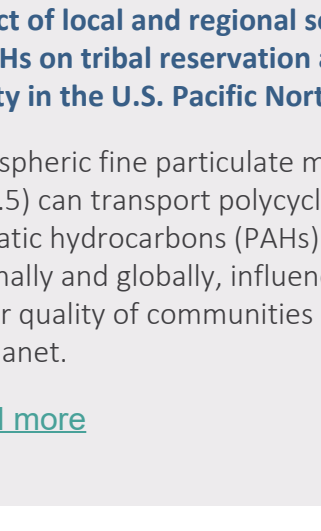 ct of local and regional so
Hs on tribal reservation a
ty in the U.S. Pacific Nort
spheric fine particulate m
.5) can transport polycycl
atic hydrocarbons (PAHs)
nally and globally, influen
r quality of communities
anet.
d more